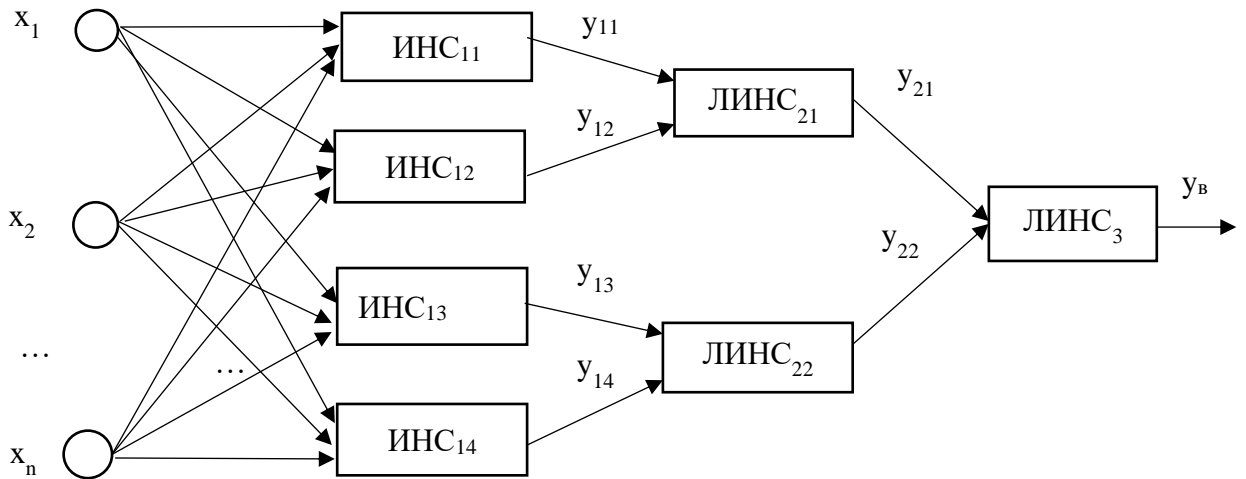 x₁
ИНС₁₁
y₁₁
ЛИНС₂₁
y₂₁
y₁₂
ИНС₁₂
x₂
ЛИНС₃
yв
y₂₂
ИНС₁₃
y₁₃
ЛИНС₂₂
…
…
y₁₄
ИНС₁₄
xₙ